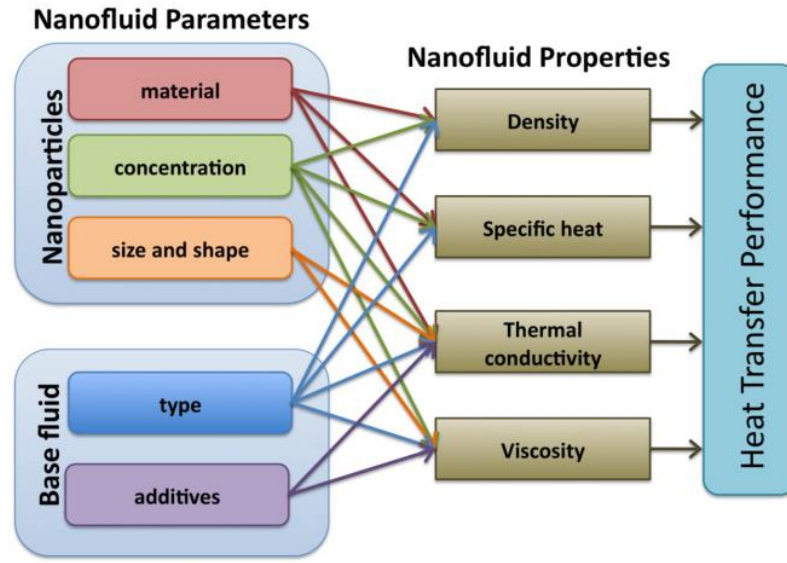 Nanofluid Parameters
Nanoparticles
material
concentration
size and shape
Base fluid
type
additives
Nanofluid Properties
Density
Specific heat
Thermal
conductivity
Viscosity
Heat Transfer Performance